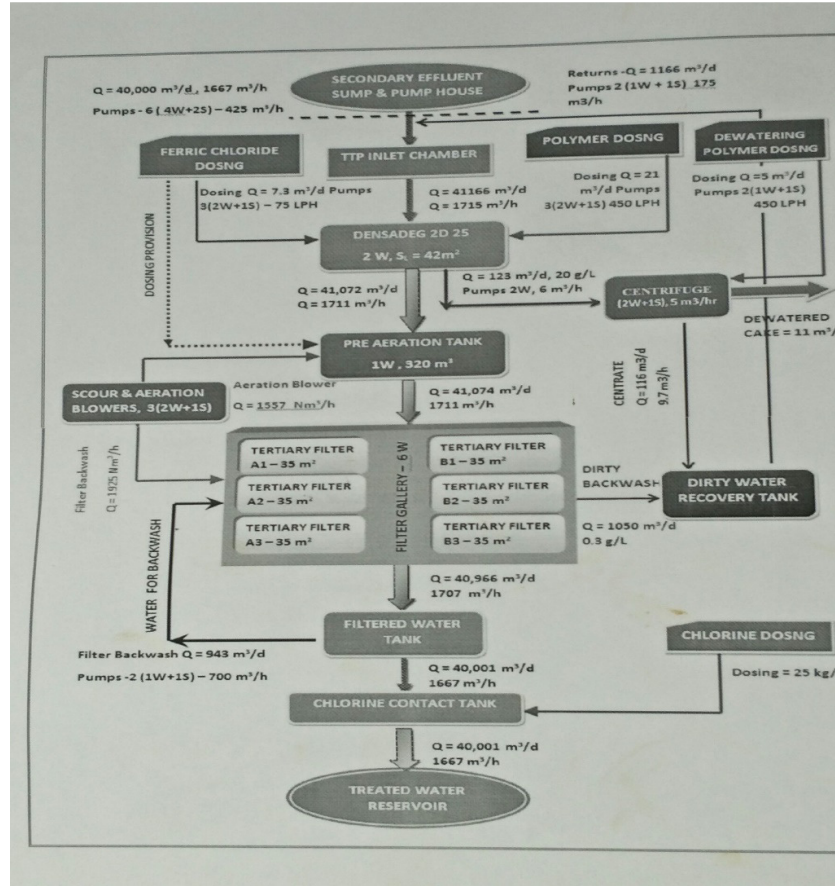 SECONDARY EFFLUENT
SUMP & PUMP HOUSE
Q = 40,000 m³/d , 1667 m³/h
Pumps - 6 ( 4W+2S) – 425 m³/h
Returns -Q = 1166 m³/d
Pumps 2 (1W + 1S) 175
m3/h
FERRIC CHLORIDE
DOSNG
TTP INLET CHAMBER
POLYMER DOSNG
DEWATERING
POLYMER DOSNG
Dosing Q = 7.3 m³/d Pumps
3(2W+1S) – 75 LPH
Q = 41166 m³/d
Q = 1715 m³/h
Dosing Q = 21
m³/d Pumps
3(2W+1S) 450 LPH
Dosing Q =5 m³/d
Pumps 2(1W+1S)
450 LPH
DOSING PROVISION
DENSADEG 2D 25
2 W, SL = 42m²
Q = 41,072 m³/d
Q = 1711 m³/h
Q = 123 m³/d, 20 g/L
Pumps 2W, 6 m³/h
CENTRIFUGE
(2W+1S), 5 m3/hr
DEWATERED
CAKE = 11 m³/
PRE AERATION TANK
1W , 320 m³
CENTRATE
Q = 116 m3/d
9.7 m3/h
SCOUR & AERATION
BLOWERS, 3(2W+1S)
Aeration Blower
Q = 1557 Nm³/h
Q = 41,074 m³/d
1711 m³/h
Filter Backwash
Q = 1925 Nm³/h
TERTIARY FILTER
A1 – 35 m²
TERTIARY FILTER
A2 – 35 m²
TERTIARY FILTER
A3 – 35 m²
FILTER GALLERY – 6 W
TERTIARY FILTER
B1 – 35 m²
TERTIARY FILTER
B2 – 35 m²
TERTIARY FILTER
B3 – 35 m²
DIRTY
BACKWASH
DIRTY WATER
RECOVERY TANK
Q = 1050 m³/d
0.3 g/L
WATER FOR BACKWASH
Q = 40,966 m³/d
1707 m³/h
FILTERED WATER
TANK
Filter Backwash Q = 943 m³/d
Pumps -2 (1W+1S) – 700 m³/h
CHLORINE DOSNG
Q = 40,001 m³/d
1667 m³/h
Dosing = 25 kg/
CHLORINE CONTACT TANK
Q = 40,001 m³/d
1667 m³/h
TREATED WATER
RESERVOIR